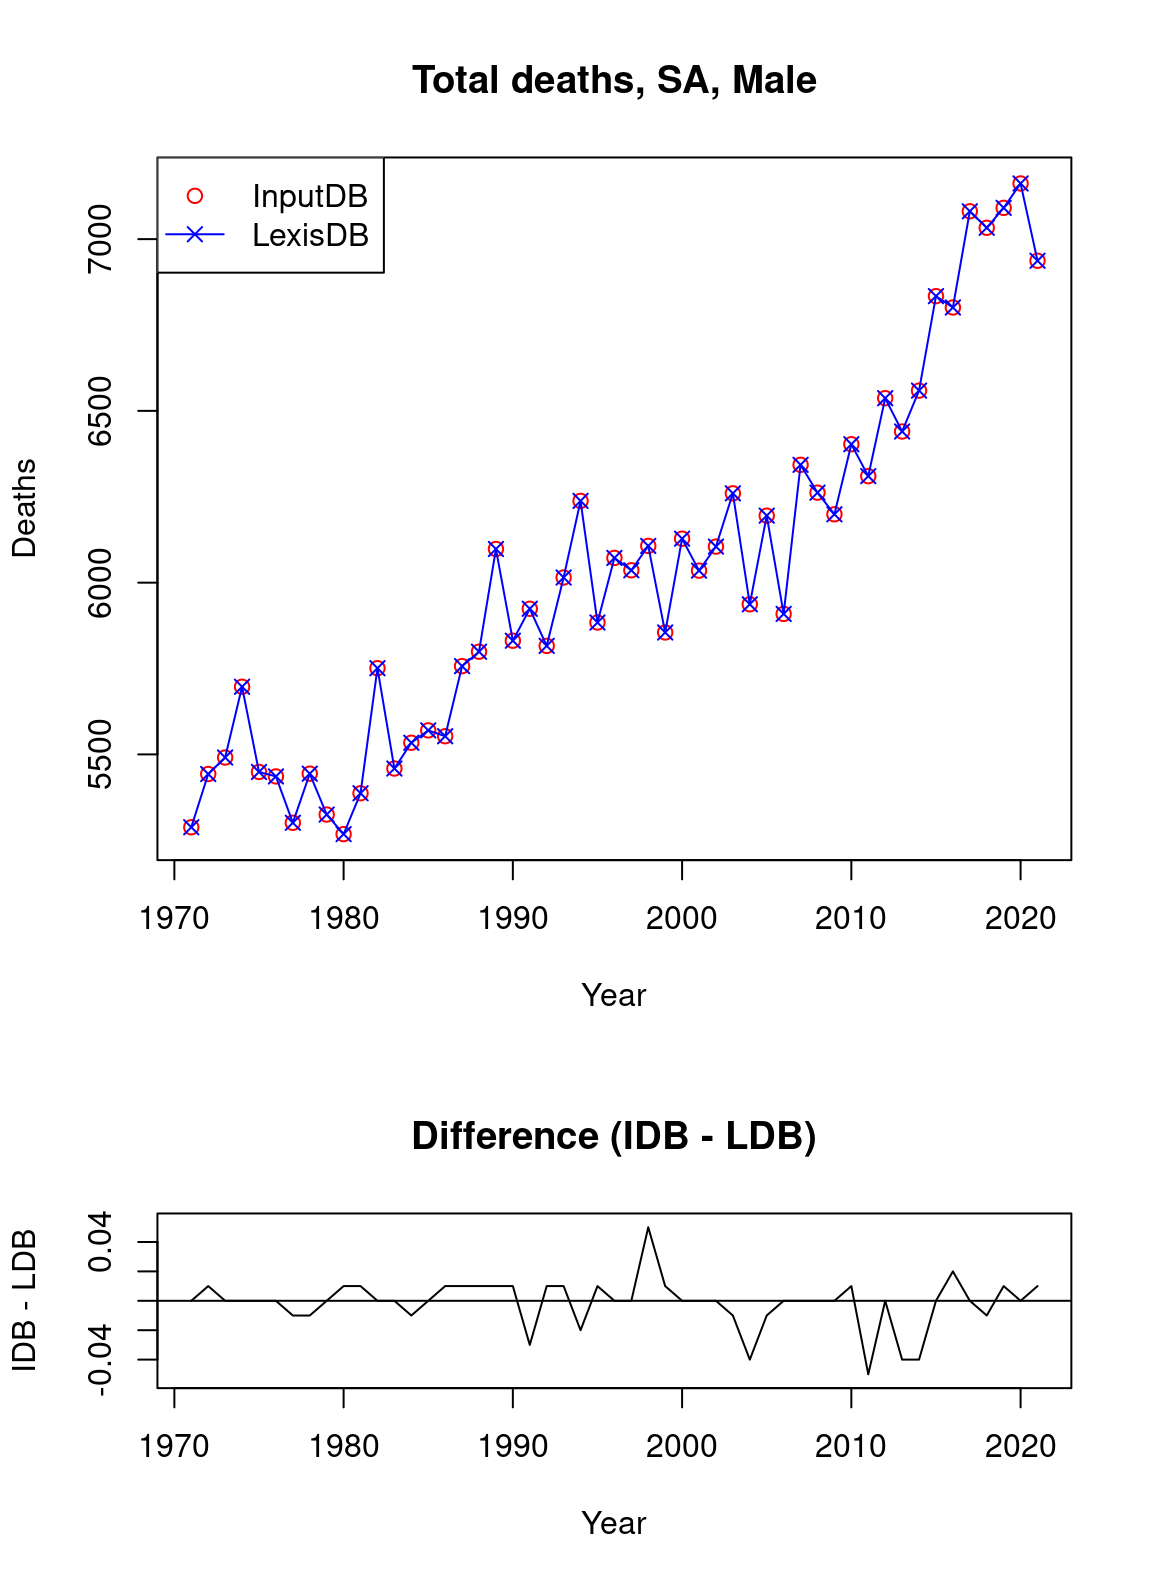 Total deaths, SA, Male
InputDB
LexisDB
7000
6500
6000
5500
Deaths
1970 1980 1990 2000 2010 2020
Year
Difference (IDB - LDB)
0.04
-0.04
IDB - LDB
1970 1980 1990 2000 2010 2020
Year